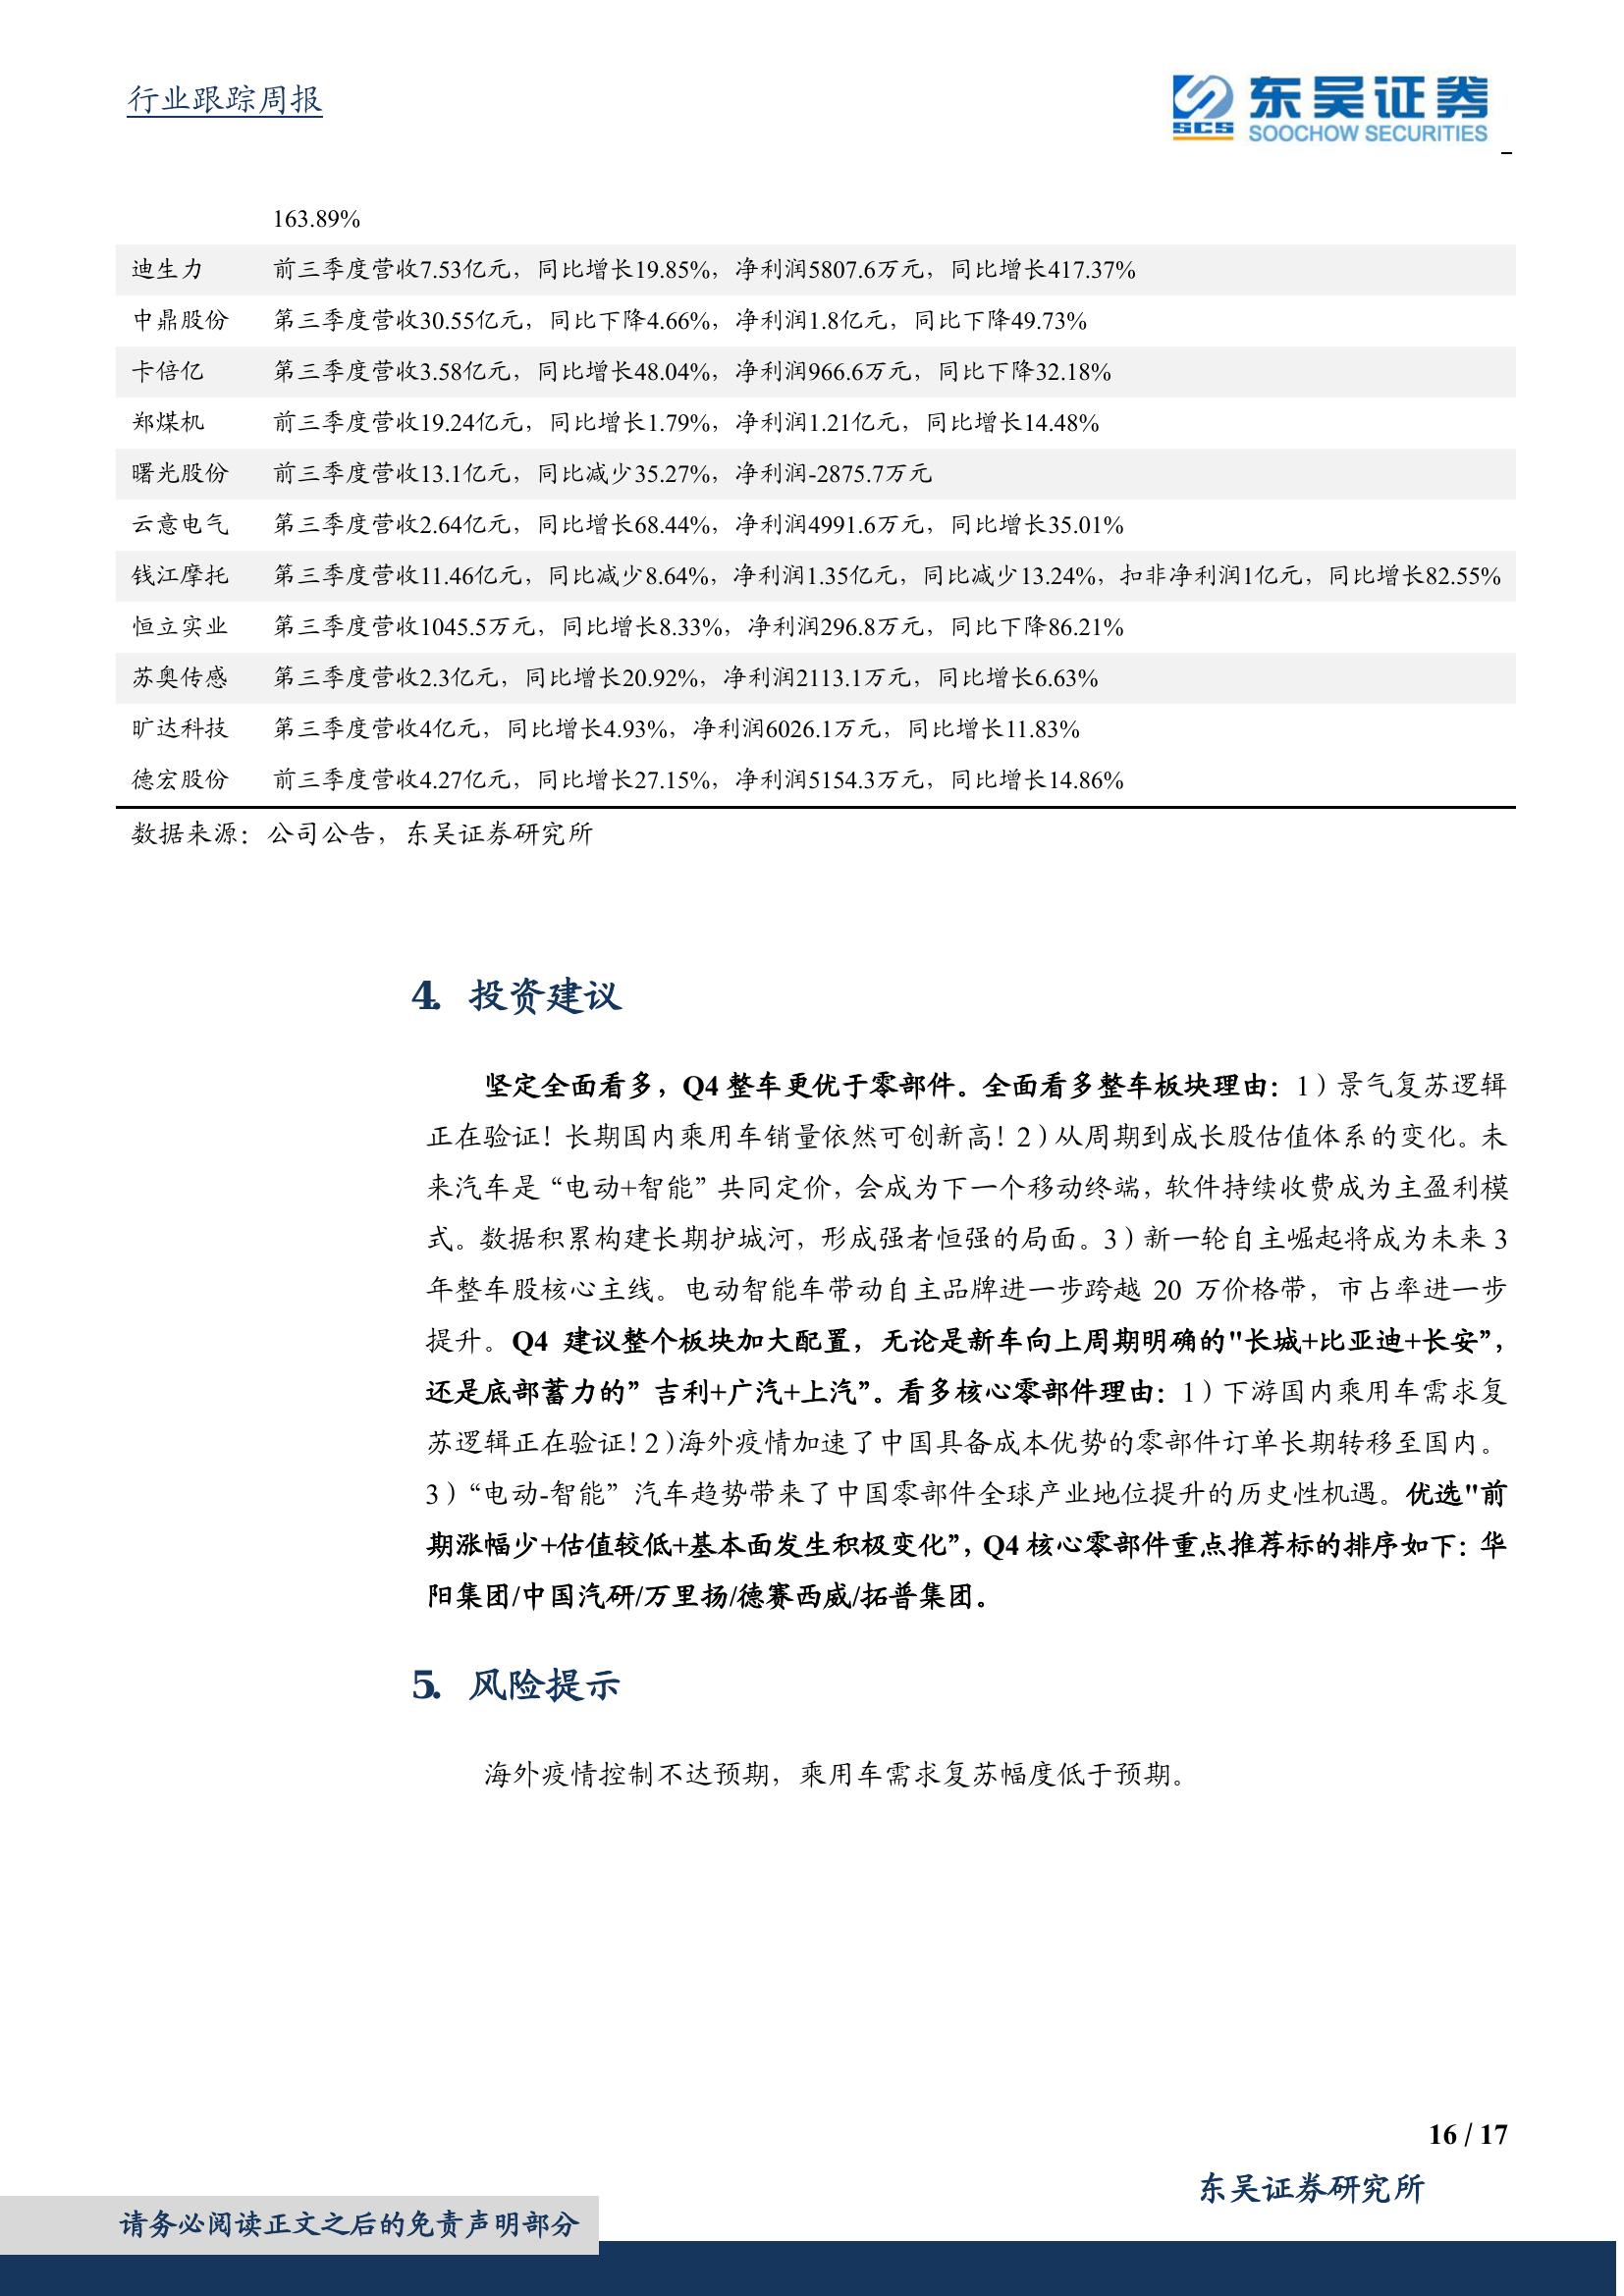 行业跟踪周报
东吴证券
SCS
SOOCHOW SECURITIES
163.89%
迪生力 前三季度营收7.53亿元，同比增长19.85%，净利润5807.6万元，同比增长417.37%
中鼎股份 第三季度营收30.55亿元，同比下降4.66%，净利润1.8亿元，同比下降49.73%
卡倍亿 第三季度营收3.58亿元，同比增长48.04%，净利润966.6万元，同比下降32.18%
郑煤机 前三季度营收19.24亿元，同比增长1.79%，净利润1.21亿元，同比增长14.48%
曙光股份 前三季度营收13.1亿元，同比减少35.27%，净利润-2875.7万元
云意电气 第三季度营收2.64亿元，同比增长68.44%，净利润4991.6万元，同比增长35.01%
钱江摩托 第三季度营收11.46亿元，同比减少8.64%，净利润1.35亿元，同比减少13.24%，扣非净利润1亿元，同比增长82.55%
恒立实业 第三季度营收1045.5万元，同比增长8.33%，净利润296.8万元，同比下降86.21%
苏奥传感 第三季度营收2.3亿元，同比增长20.92%，净利润2113.1万元，同比增长6.63%
旷达科技 第三季度营收4亿元，同比增长4.93%，净利润6026.1万元，同比增长11.83%
德宏股份 前三季度营收4.27亿元，同比增长27.15%，净利润5154.3万元，同比增长14.86%
数据来源：公司公告，东吴证券研究所
4. 投资建议
坚定全面看多，Q4 整车更优于零部件。全面看多整车板块理由：1）景气复苏逻辑
正在验证！长期国内乘用车销量依然可创新高！2）从周期到成长股估值体系的变化。未
来汽车是“电动+智能”共同定价，会成为下一个移动终端，软件持续收费成为主盈利模
式。数据积累构建长期护城河，形成强者恒强的局面。3）新一轮自主崛起将成为未来 3
年整车股核心主线。电动智能车带动自主品牌进一步跨越 20 万价格带，市占率进一步
提升。Q4 建议整个板块加大配置，无论是新车向上周期明确的"长城+比亚迪+长安”，
还是底部蓄力的”吉利+广汽+上汽”。看多核心零部件理由：1）下游国内乘用车需求复
苏逻辑正在验证！2）海外疫情加速了中国具备成本优势的零部件订单长期转移至国内。
3）“电动-智能”汽车趋势带来了中国零部件全球产业地位提升的历史性机遇。优选"前
期涨幅少+估值较低+基本面发生积极变化”，Q4 核心零部件重点推荐标的排序如下：华
阳集团/中国汽研/万里扬/德赛西威/拓普集团。
5. 风险提示
海外疫情控制不达预期，乘用车需求复苏幅度低于预期。
16 / 17
东吴证券研究所
请务必阅读正文之后的免责声明部分